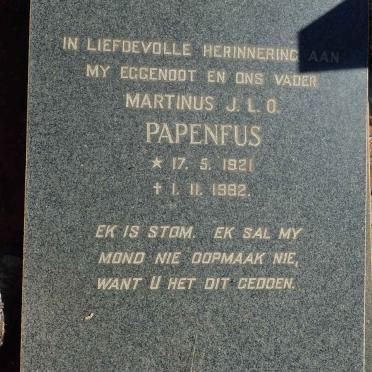 IN LIEFDEVOLLE HERINNERING AAN
MY EGGENOOT EN ONS VADER
MARTINUS J. L. O.
PAPENFUS
★ 17. 5. 1921
✝ 1. 11. 1982.
EK IS STOM. EK SAL MY
MOND NIE OOPMAAK NIE,
WANT U HET DIT GEDOEN.